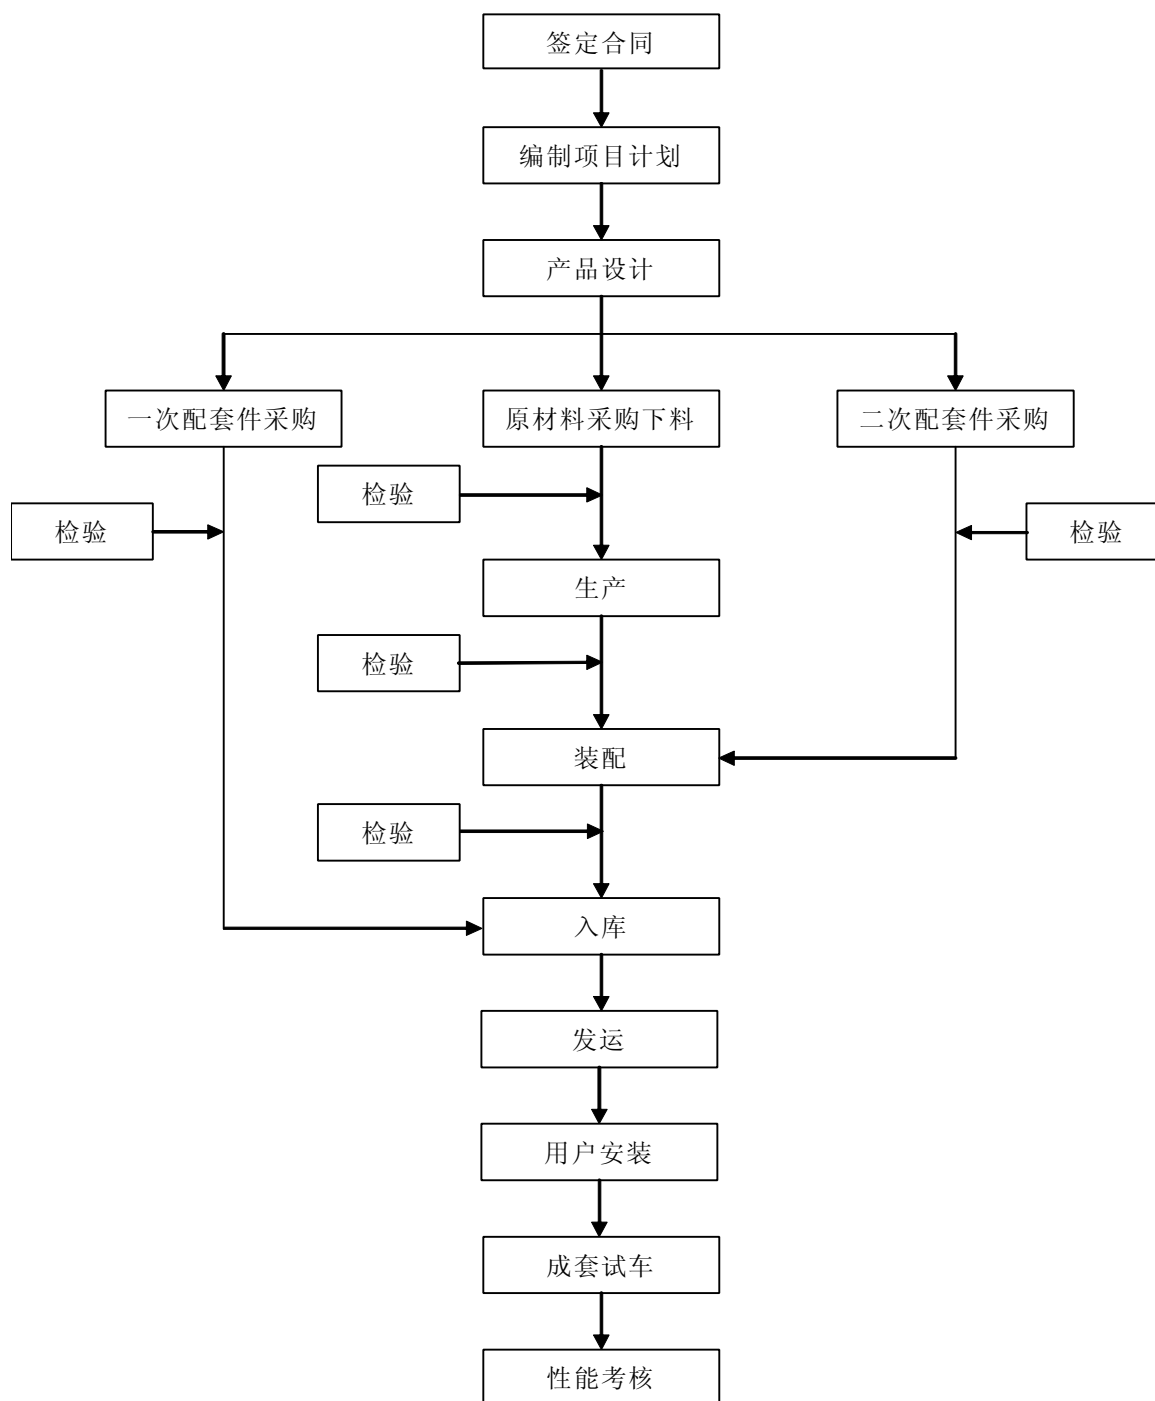 签定合同
编制项目计划
产品设计
一次配套件采购
原材料采购下料
二次配套件采购
检验
检验
检验
生产
检验
装配
检验
入库
发运
用户安装
成套试车
性能考核